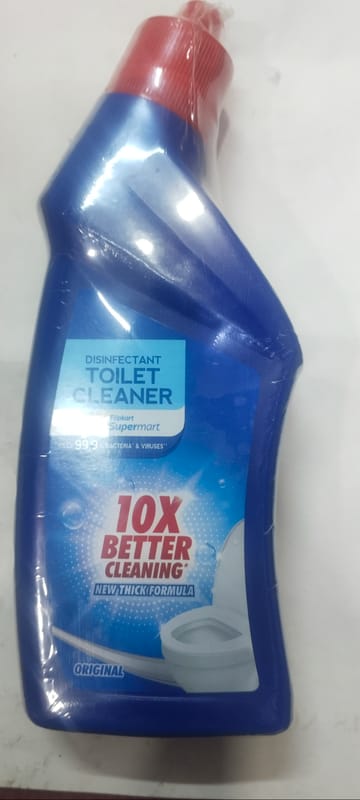 DISINFECTANT
TOILET
CLEANER
Flipkart
Supermart
99.9 BACTERIA* & VIRUSES**
10X
BETTER
CLEANING*
NEW THICK FORMULA
ORIGINAL